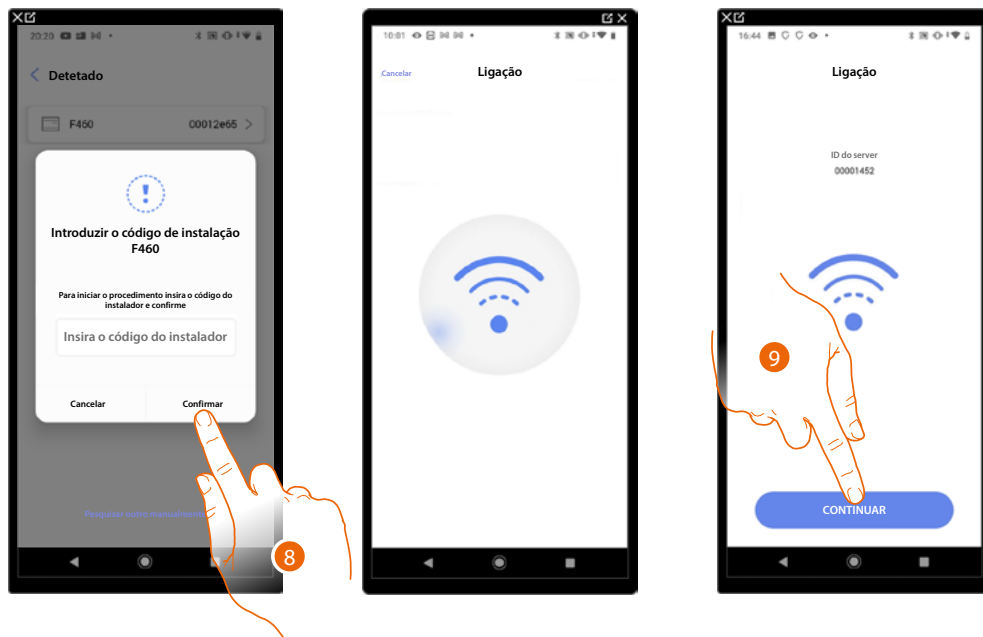 20:20
Detetado
F460
00012e65
Introduzir o código de instalação
F460
Para iniciar o procedimento insira o código do
instalador e confirme
Insira o código do instalador
Cancelar
Confirmar
8
10:01
Cancelar
Ligação
16:44
Ligação
ID do server
00001452
9
CONTINUAR